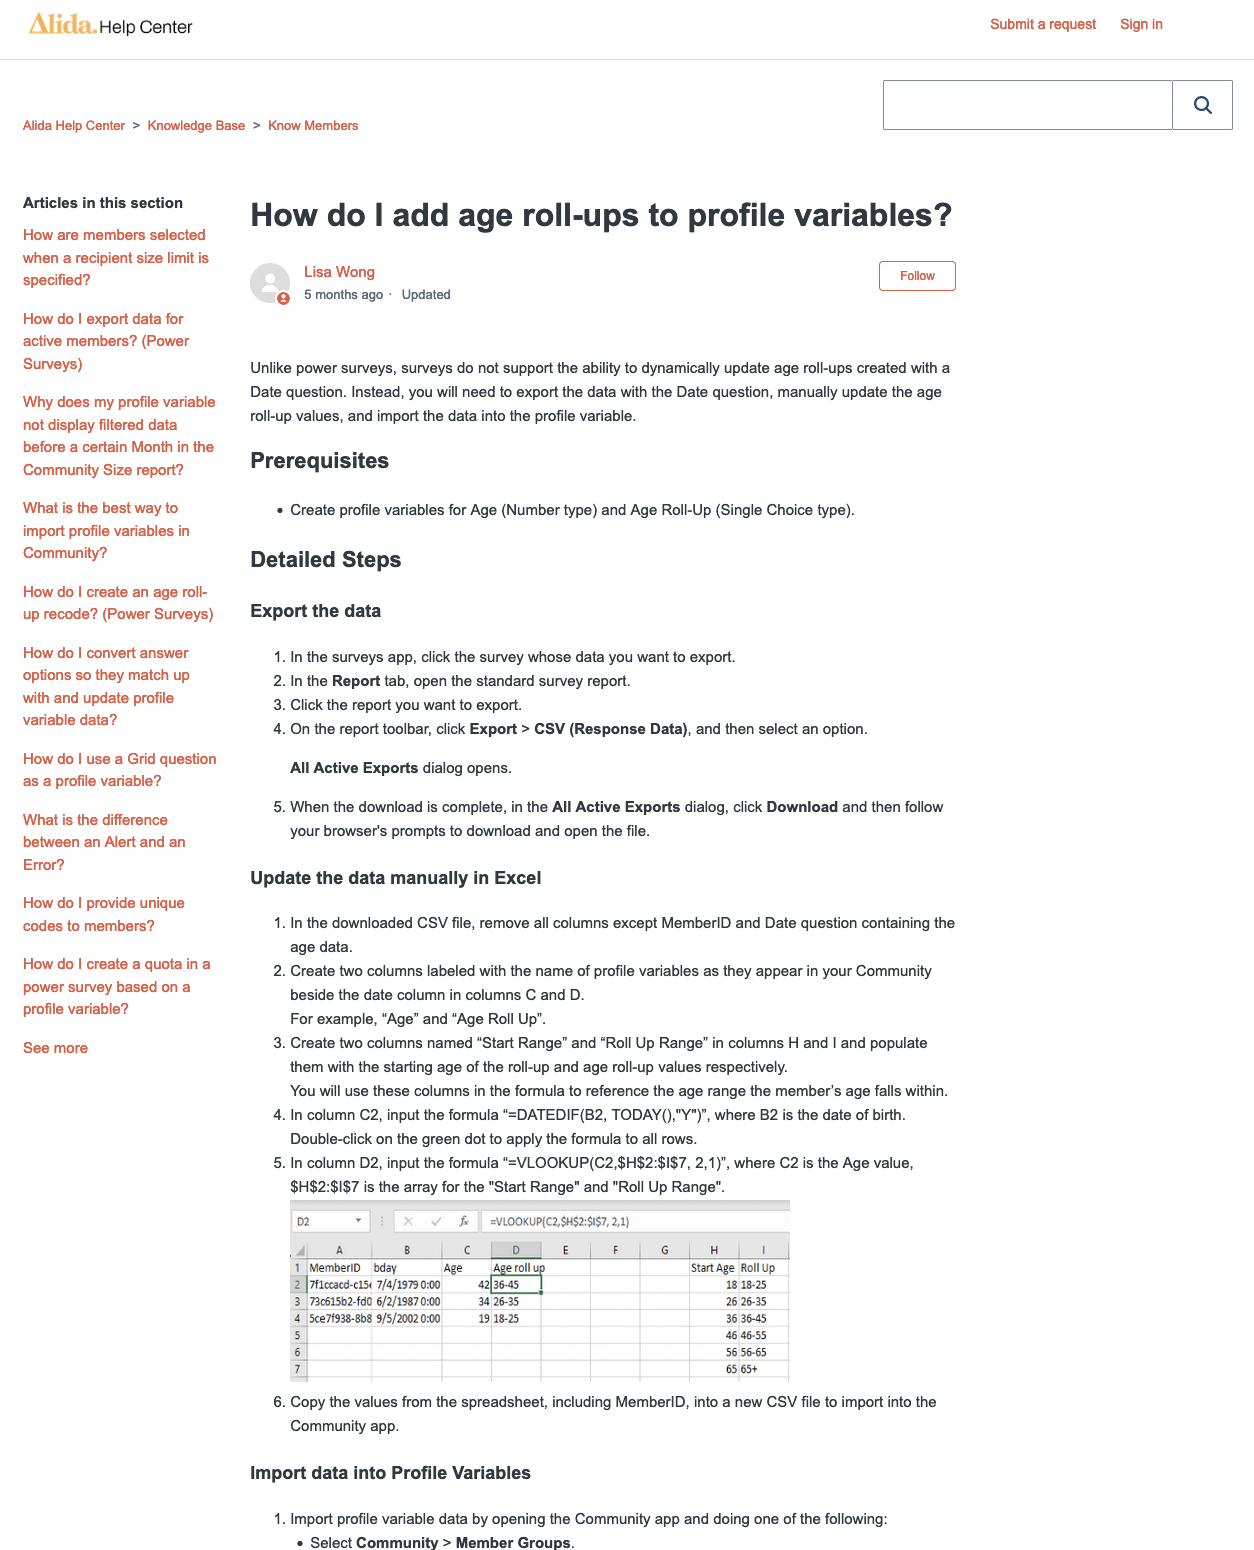 Alida. Help Center
Submit a request Sign in
Alida Help Center > Knowledge Base > Know Members
Articles in this section
How are members selected
when a recipient size limit is
specified?
How do I export data for
active members? (Power
Surveys)
Why does my profile variable
not display filtered data
before a certain Month in the
Community Size report?
What is the best way to
import profile variables in
Community?
How do I create an age roll-
up recode? (Power Surveys)
How do I convert answer
options so they match up
with and update profile
variable data?
How do I use a Grid question
as a profile variable?
What is the difference
between an Alert and an
Error?
How do I provide unique
codes to members?
How do I create a quota in a
power survey based on a
profile variable?
See more
How do I add age roll-ups to profile variables?
Lisa Wong
5 months ago · Updated
Follow
Unlike power surveys, surveys do not support the ability to dynamically update age roll-ups created with a
Date question. Instead, you will need to export the data with the Date question, manually update the age
roll-up values, and import the data into the profile variable.
Prerequisites
• Create profile variables for Age (Number type) and Age Roll-Up (Single Choice type).
Detailed Steps
Export the data
1. In the surveys app, click the survey whose data you want to export.
2. In the Report tab, open the standard survey report.
3. Click the report you want to export.
4. On the report toolbar, click Export > CSV (Response Data), and then select an option.
All Active Exports dialog opens.
5. When the download is complete, in the All Active Exports dialog, click Download and then follow
your browser's prompts to download and open the file.
Update the data manually in Excel
1. In the downloaded CSV file, remove all columns except MemberID and Date question containing the
age data.
2. Create two columns labeled with the name of profile variables as they appear in your Community
beside the date column in columns C and D.
For example, “Age” and “Age Roll Up”.
3. Create two columns named “Start Range” and “Roll Up Range” in columns H and I and populate
them with the starting age of the roll-up and age roll-up values respectively.
You will use these columns in the formula to reference the age range the member’s age falls within.
4. In column C2, input the formula “=DATEDIF(B2, TODAY(),"Y")”, where B2 is the date of birth.
Double-click on the green dot to apply the formula to all rows.
5. In column D2, input the formula “=VLOOKUP(C2,$H$2:$I$7, 2,1)”, where C2 is the Age value,
$H$2:$I$7 is the array for the "Start Range" and "Roll Up Range".
D2 fx =VLOOKUP(C2,$H$2:$I$7, 2,1)
A B C D E F G H I
1 MemberID bday Age Age roll up Start Age Roll Up
2 7f1ccacd-c15 7/4/1979 0:00 42 36-45 18 18-25
3 73c615b2-fd0 6/2/1987 0:00 34 26-35 26 26-35
4 5ce7f938-8b8 9/5/2002 0:00 19 18-25 36 36-45
5 46 46-55
6 56 56-65
7 65 65+
6. Copy the values from the spreadsheet, including MemberID, into a new CSV file to import into the
Community app.
Import data into Profile Variables
1. Import profile variable data by opening the Community app and doing one of the following:
• Select Community > Member Groups.